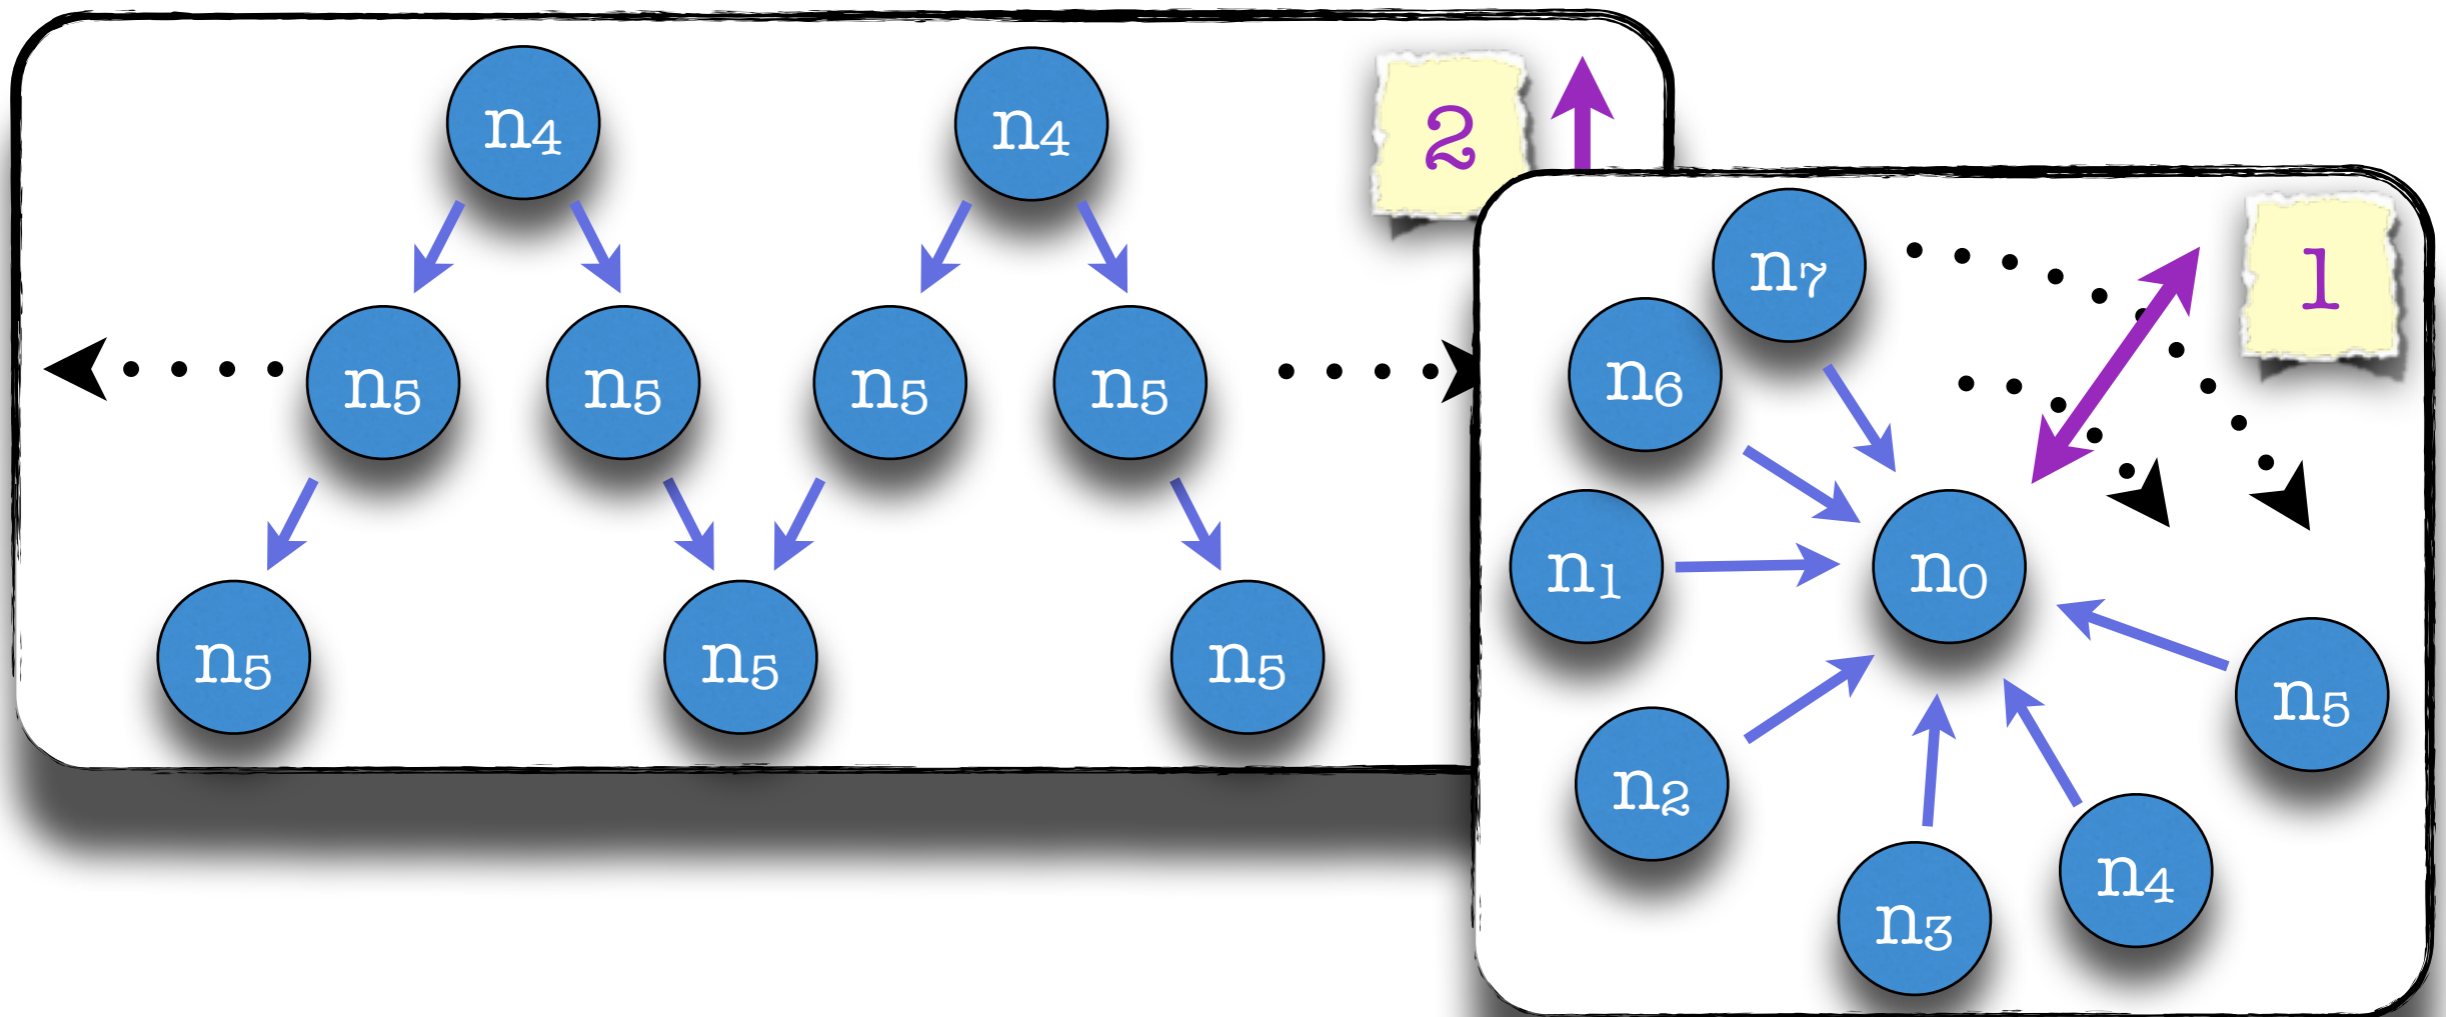 n₄ n₄ 2
n₅ n₅ n₅ n₅
n₅ n₅ n₅
1
n₇
n₆
n₁ n₀
n₅
n₂
n₄
n₃